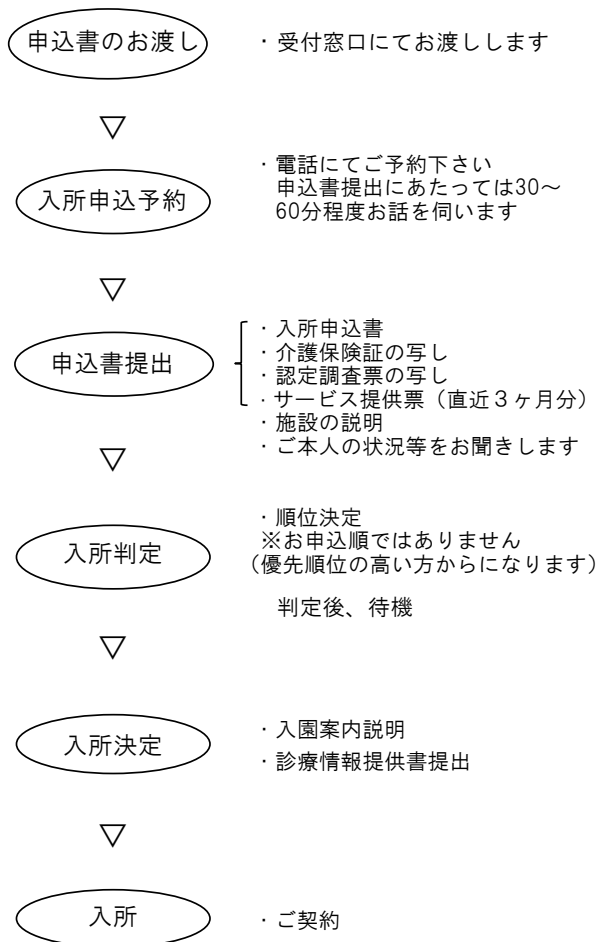 申込書のお渡し
・受付窓口にてお渡しします
▽
入所申込予約
・電話にてご予約下さい
申込書提出にあたっては30～
60分程度お話を伺います
▽
申込書提出
・入所申込書
・介護保険証の写し
・認定調査票の写し
・サービス提供票（直近３ヶ月分）
・施設の説明
・ご本人の状況等をお聞きします
▽
入所判定
・順位決定
※お申込順ではありません
（優先順位の高い方からになります）
判定後、待機
▽
入所決定
・入園案内説明
・診療情報提供書提出
▽
入所
・ご契約